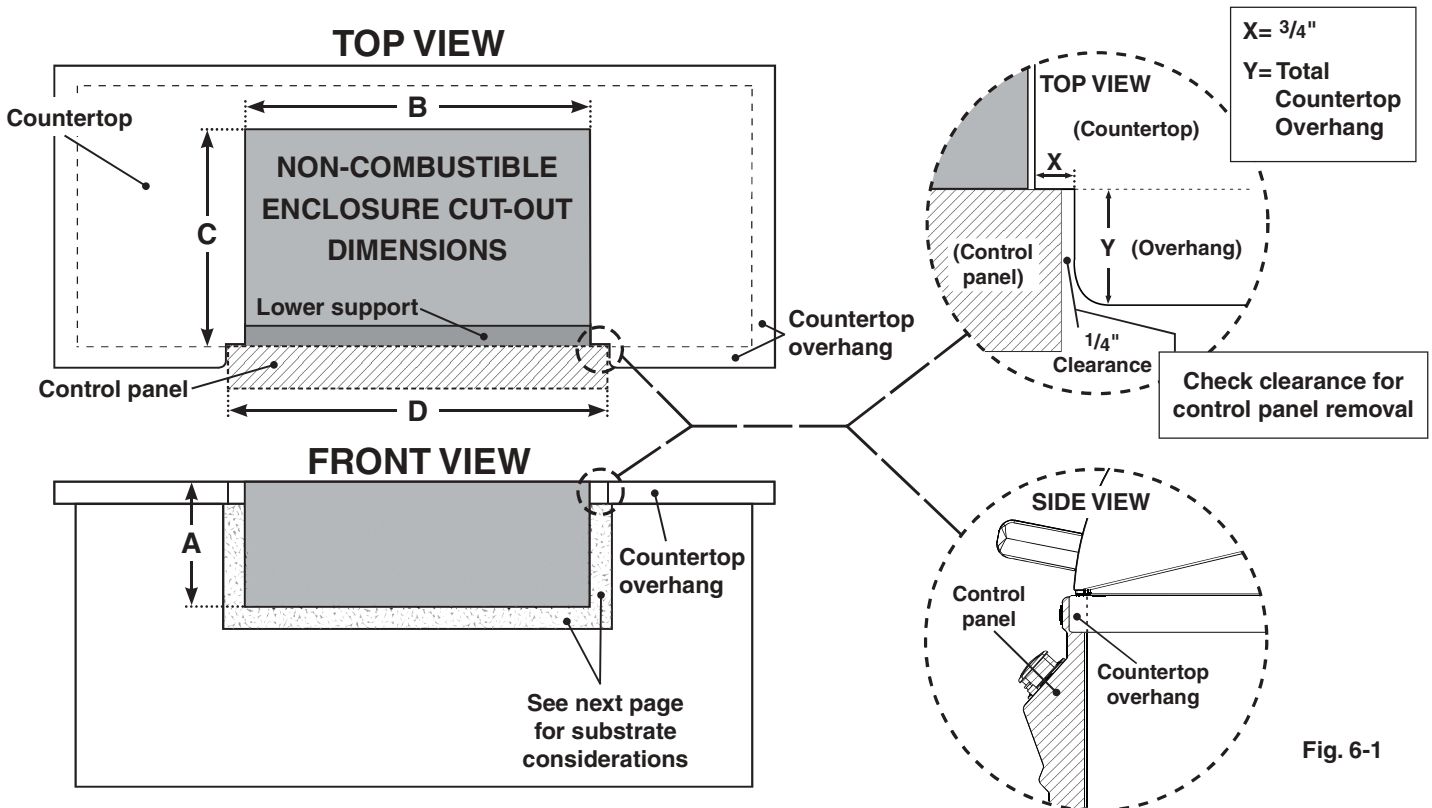 TOP VIEW
Countertop
B
C
NON-COMBUSTIBLE
ENCLOSURE CUT-OUT
DIMENSIONS
Lower support
Countertop
overhang
Control panel
D
X= 3/4"
Y= Total
Countertop
Overhang
TOP VIEW
(Countertop)
X
(Control
panel)
Y (Overhang)
1/4"
Clearance
Check clearance for
control panel removal
FRONT VIEW
A
Countertop
overhang
See next page
for substrate
considerations
SIDE VIEW
Control
panel
Countertop
overhang
Fig. 6-1